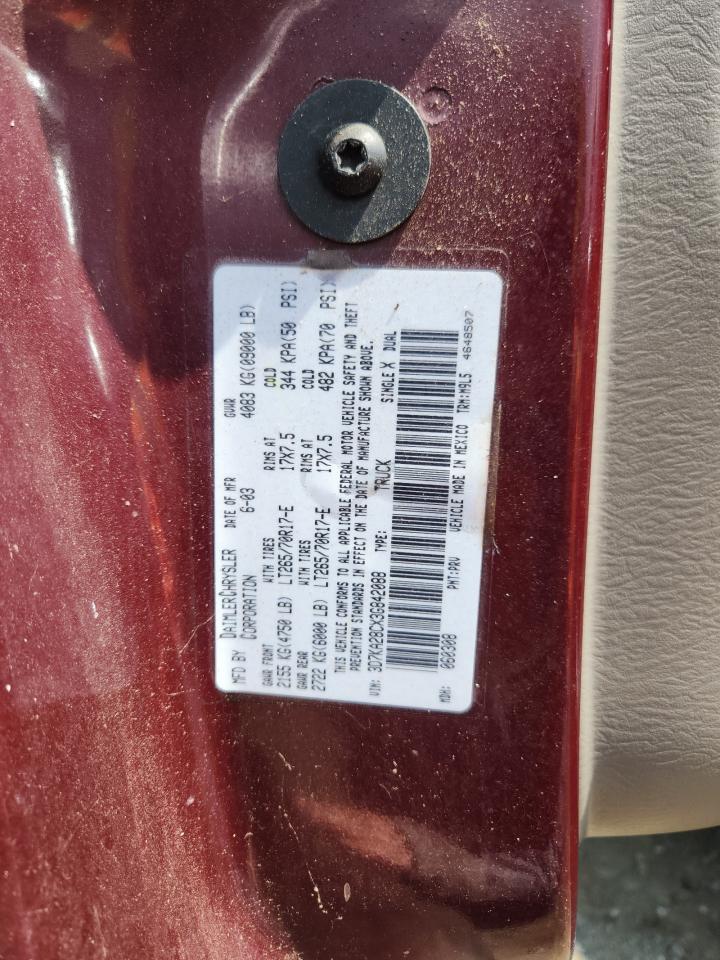 MFD BY DAIMLERCHRYSLER CORPORATION DATE OF MFR 6-03 GVWR 4083 KG(09000 LB)
GAWR FRONT WITH TIRES RIMS AT COLD
2155 KG(4750 LB) LT265/70R17-E 17X7.5 344 KPA(50 PSI)
GAWR REAR WITH TIRES RIMS AT COLD
2722 KG(6000 LB) LT265/70R17-E 17X7.5 482 KPA(70 PSI)
THIS VEHICLE CONFORMS TO ALL APPLICABLE FEDERAL MOTOR VEHICLE SAFETY AND THEFT
PREVENTION STANDARDS IN EFFECT ON THE DATE OF MANUFACTURE SHOWN ABOVE.
VIN: 3D7KA28CX3G842088 TYPE: TRUCK SINGLE X DUAL
MDH: 060308 PNT:PRV VEHICLE MADE IN MEXICO TRM:M9L5 4648507